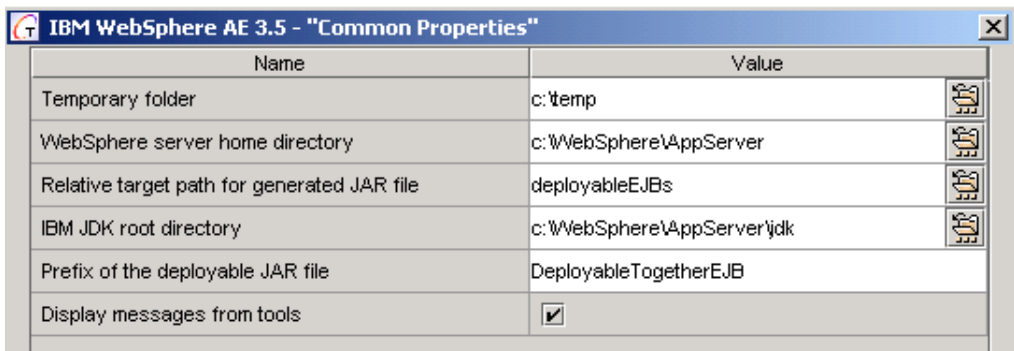 IBM WebSphere AE 3.5 - "Common Properties"
Name Value
Temporary folder c:\temp
WebSphere server home directory c:\WebSphere\AppServer
Relative target path for generated JAR file deployableEJBs
IBM JDK root directory c:\WebSphere\AppServer\jdk
Prefix of the deployable JAR file DeployableTogetherEJB
Display messages from tools